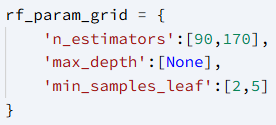 rf_param_grid = {
    'n_estimators':[90,170],
    'max_depth':[None],
    'min_samples_leaf':[2,5]
}